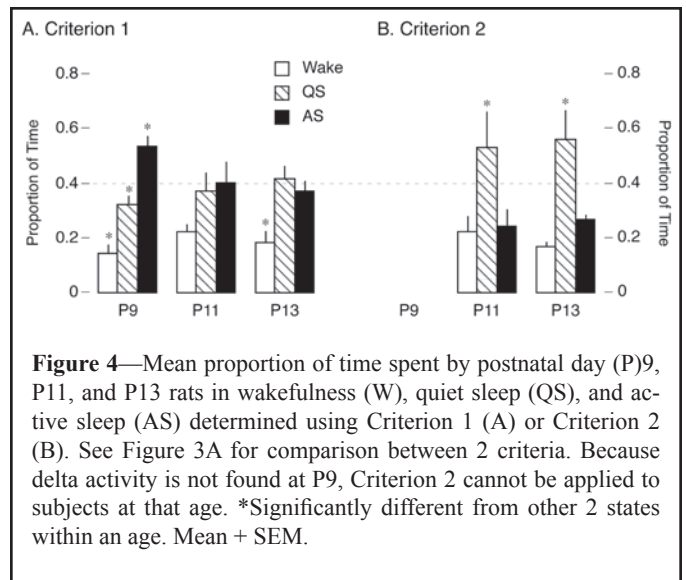 A. Criterion 1
B. Criterion 2
Wake
QS
AS
Proportion of Time
0.8
0.6
0.4
0.2
0
*
*
*
*
P9
P11
P13
*
*
P9
P11
P13
0.8
0.6
0.4
0.2
0
Proportion of Time
Figure 4—Mean proportion of time spent by postnatal day (P)9,
P11, and P13 rats in wakefulness (W), quiet sleep (QS), and ac-
tive sleep (AS) determined using Criterion 1 (A) or Criterion 2
(B). See Figure 3A for comparison between 2 criteria. Because
delta activity is not found at P9, Criterion 2 cannot be applied to
subjects at that age. *Significantly different from other 2 states
within an age. Mean + SEM.